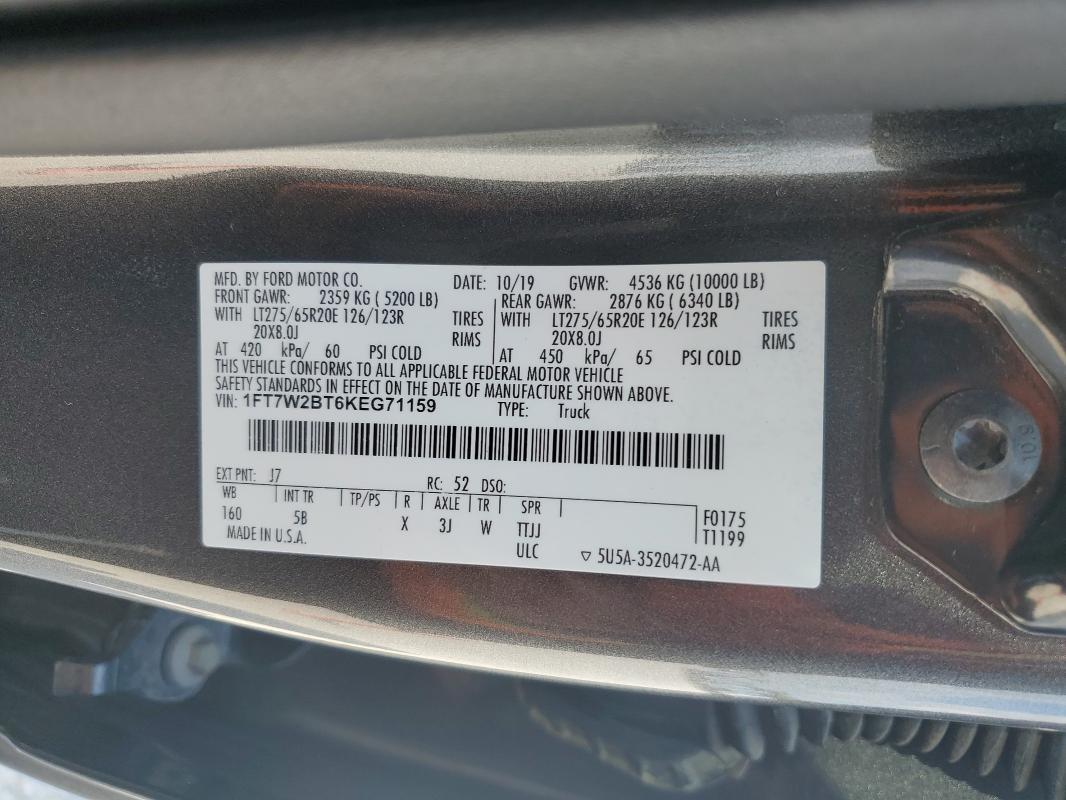 MFD. BY FORD MOTOR CO. DATE: 10/19 GVWR: 4536 KG (10000 LB)
FRONT GAWR: 2359 KG ( 5200 LB) REAR GAWR: 2876 KG ( 6340 LB)
WITH LT275/65R20E 126/123R TIRES WITH LT275/65R20E 126/123R TIRES
20X8.0J RIMS 20X8.0J RIMS
AT 420 kPa/ 60 PSI COLD AT 450 kPa/ 65 PSI COLD
THIS VEHICLE CONFORMS TO ALL APPLICABLE FEDERAL MOTOR VEHICLE
SAFETY STANDARDS IN EFFECT ON THE DATE OF MANUFACTURE SHOWN ABOVE.
VIN: 1FT7W2BT6KEG71159 TYPE: Truck
EXT PNT: J7 RC: 52 DSO:
WB INT TR TP/PS R AXLE TR SPR
160 5B X 3J W TTJJ F0175
MADE IN U.S.A. ULC T1199
5U5A-3520472-AA
10.9